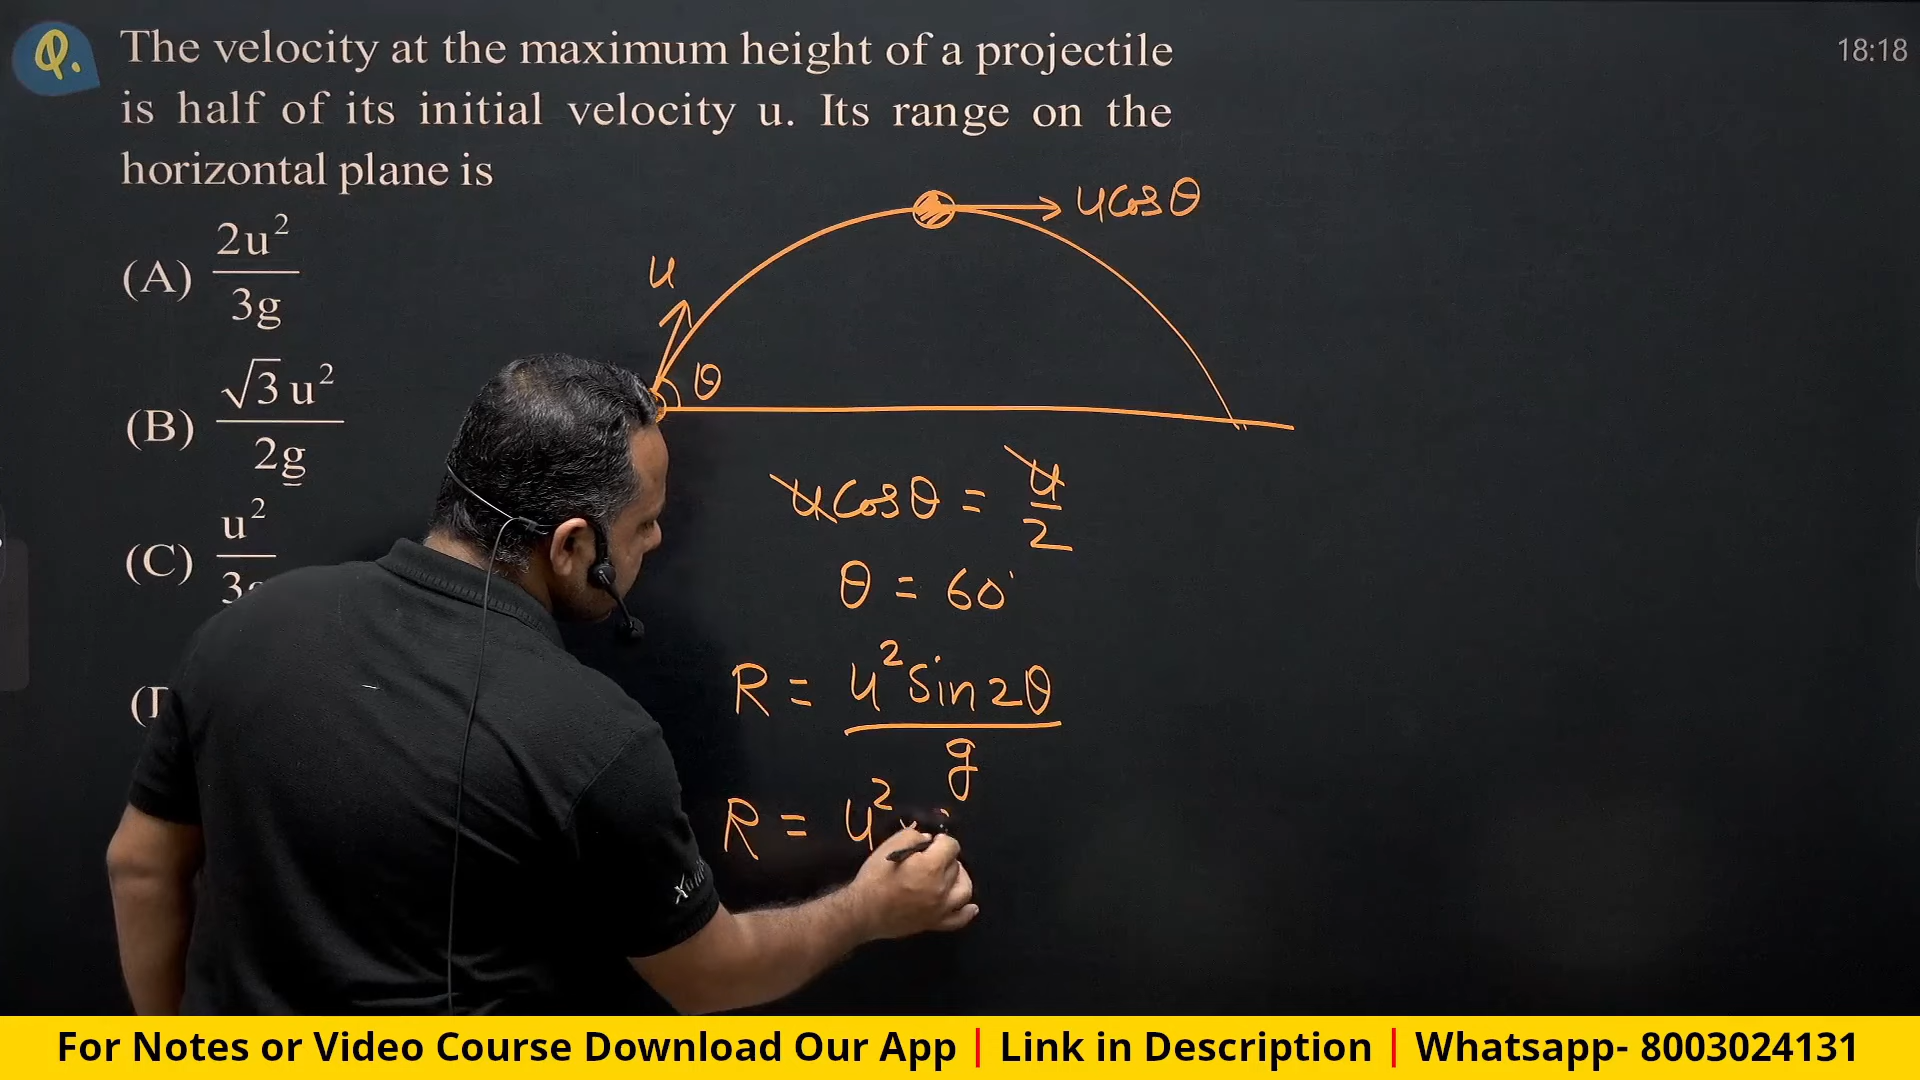 Q.
The velocity at the maximum height of a projectile
is half of its initial velocity u. Its range on the
horizontal plane is
18:18
(A) 2u²
3g
(B) √3 u²
2g
(C) u²
3
u cos θ
u
θ
u cos θ = u
2
θ = 60°
R = u² sin 2θ
g
R = u²
For Notes or Video Course Download Our App | Link in Description | Whatsapp- 8003024131